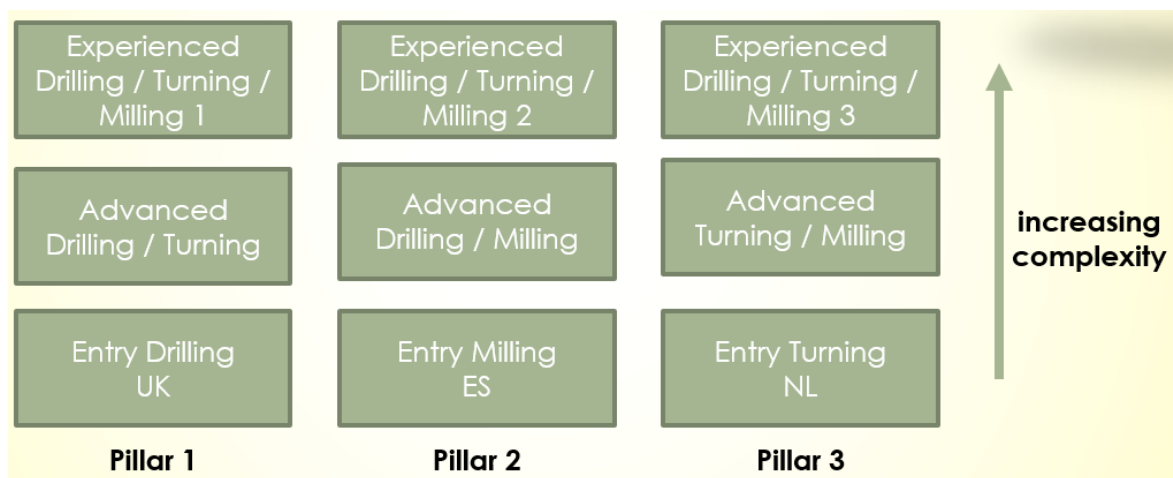 Experienced
Drilling / Turning /
Milling 1
Experienced
Drilling / Turning /
Milling 2
Experienced
Drilling / Turning /
Milling 3
Advanced
Drilling / Turning
Advanced
Drilling / Milling
Advanced
Turning / Milling
increasing
complexity
Entry Drilling
UK
Entry Milling
ES
Entry Turning
NL
Pillar 1
Pillar 2
Pillar 3